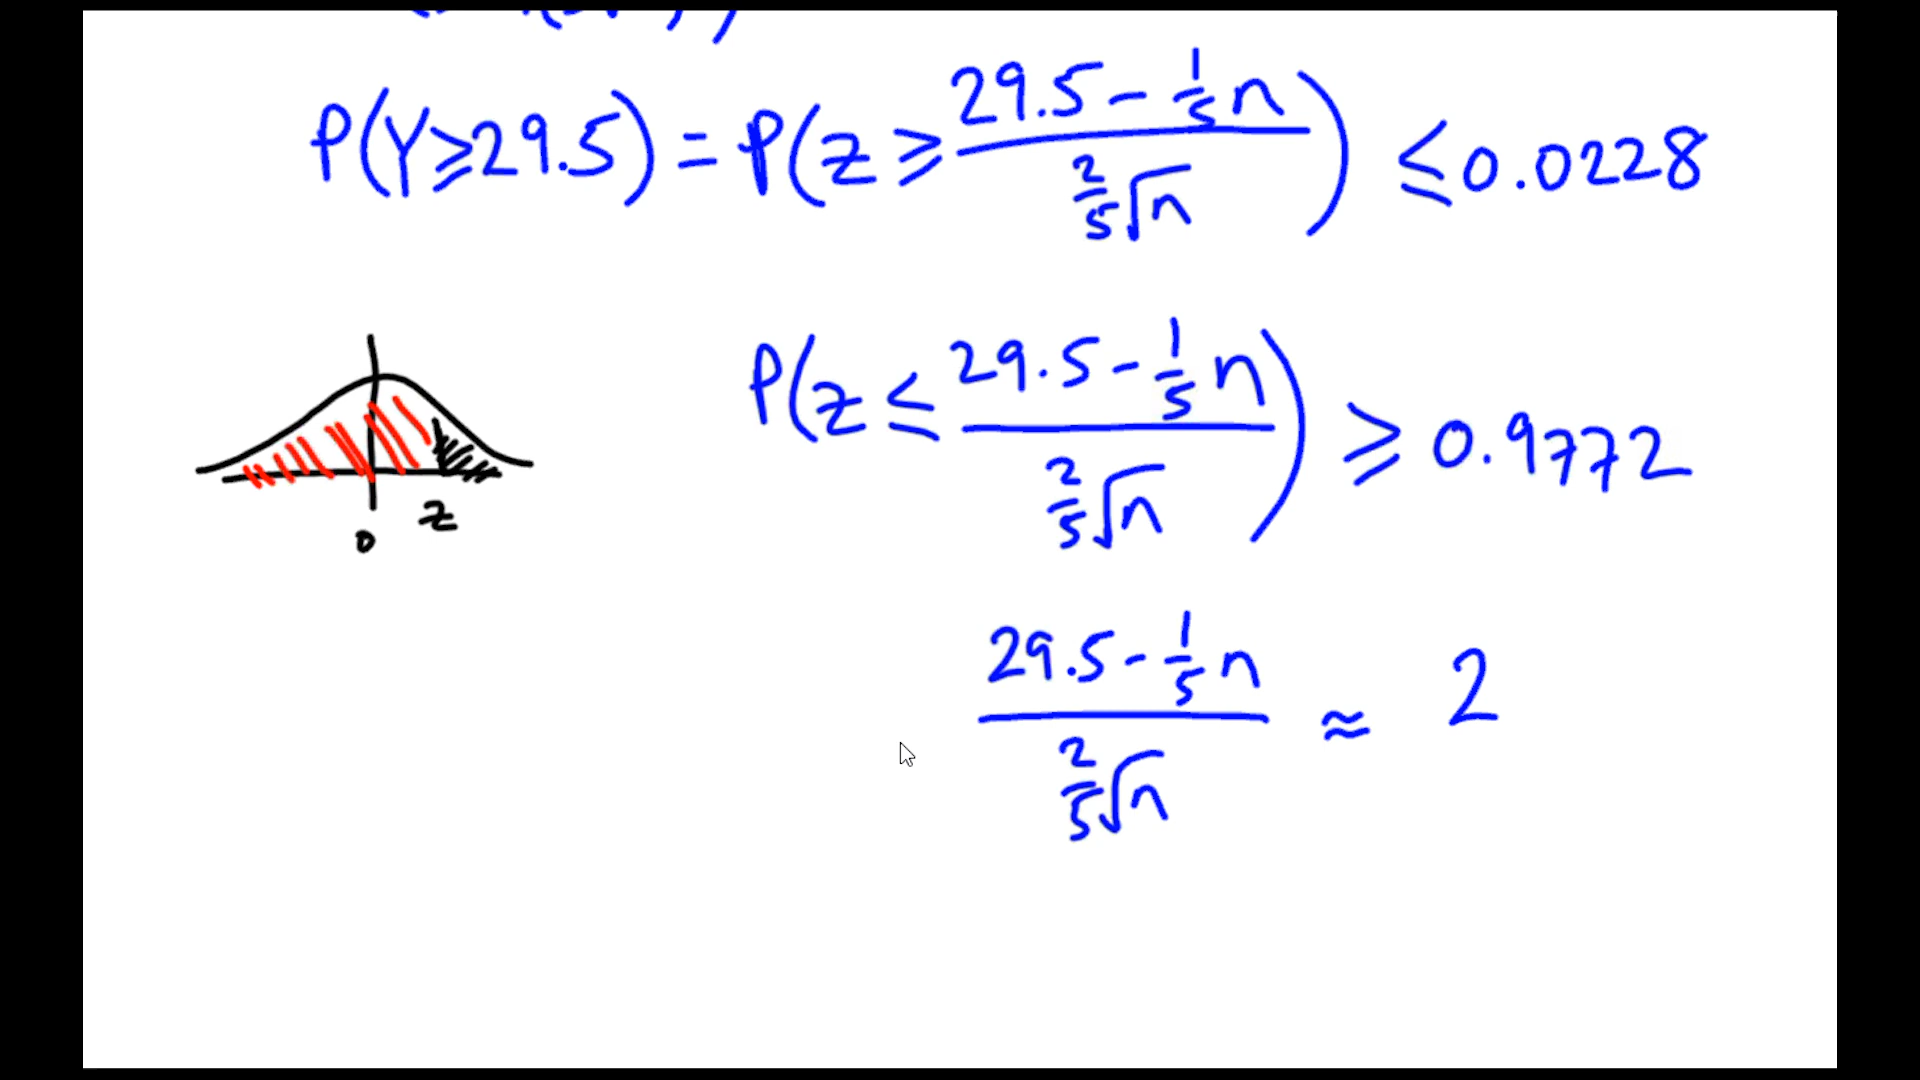 P(Y≥29.5) = P(z ≥ (29.5 - 1/5 n) / (2/5 √n)) ≤ 0.0228
P(z ≤ (29.5 - 1/5 n) / (2/5 √n)) ≥ 0.9772
0 z
(29.5 - 1/5 n) / (2/5 √n) ≈ 2